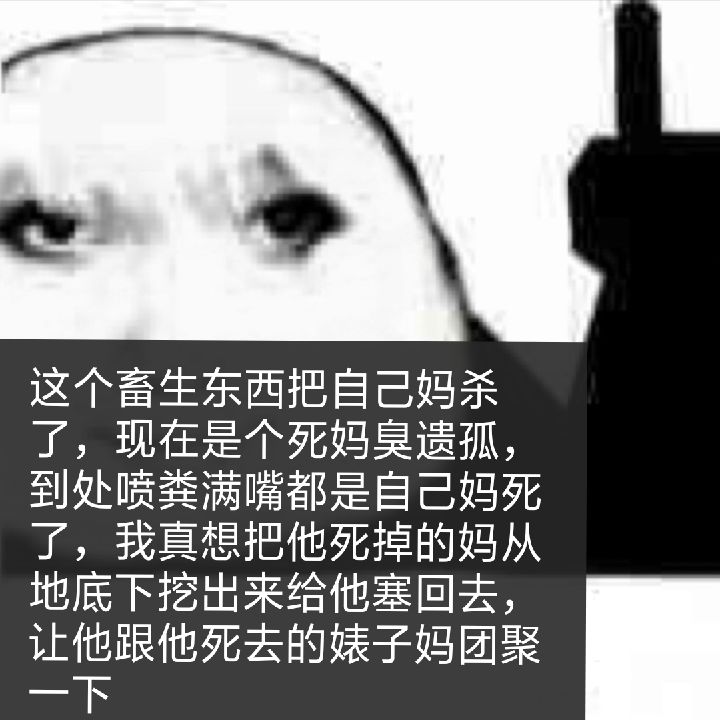 这个畜生东西把自己妈杀
了，现在是个死妈臭遗孤，
到处喷粪满嘴都是自己妈死
了，我真想把他死掉的妈从
地底下挖出来给他塞回去，
让他跟他死去的婊子妈团聚
一下